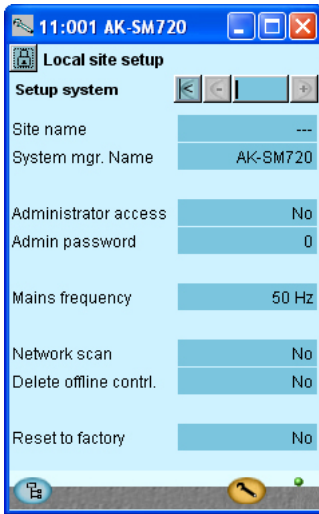 11:001 AK-SM720
Local site setup
Setup system
Site name ---
System mgr. Name AK-SM720
Administrator access No
Admin password 0
Mains frequency 50 Hz
Network scan No
Delete offline contrl. No
Reset to factory No